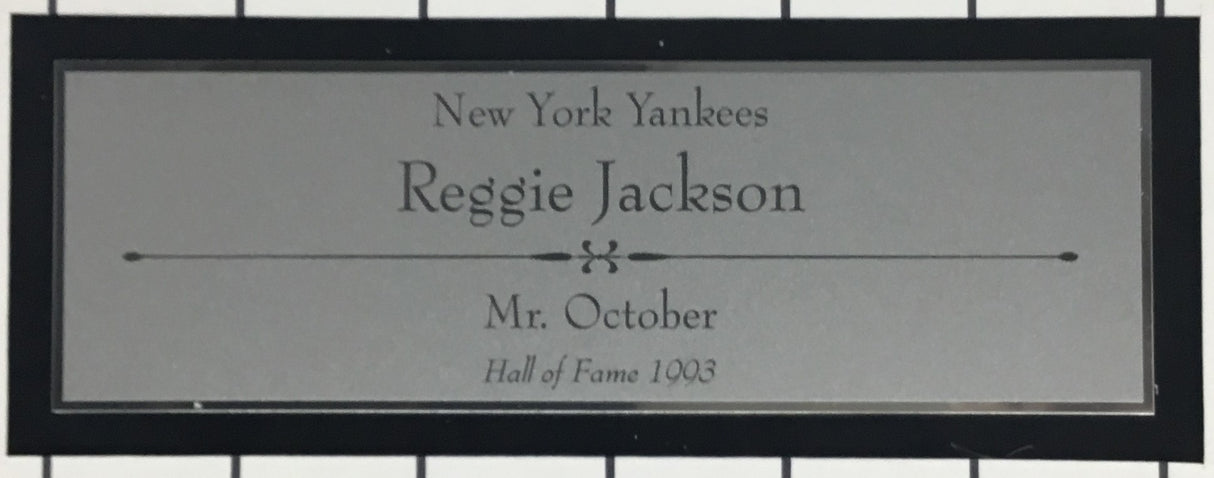 New York Yankees
Reggie Jackson
Mr. October
Hall of Fame 1993